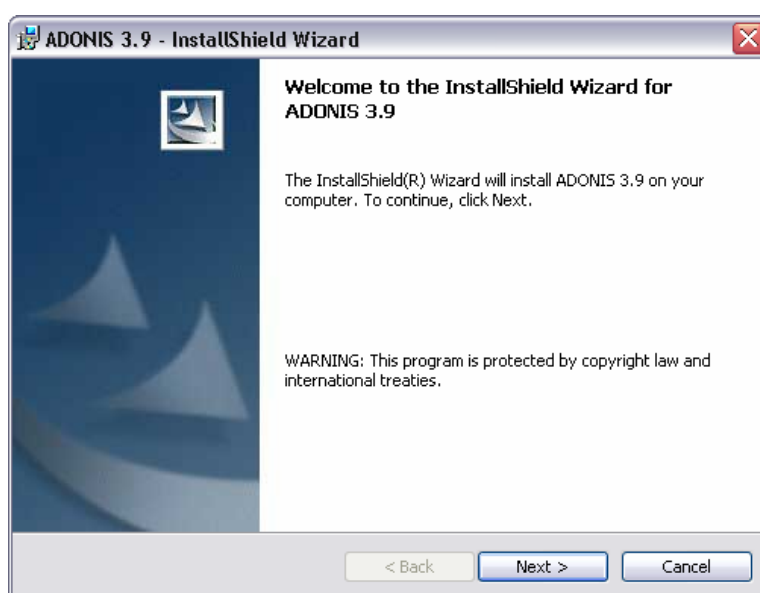 ADONIS 3.9 - InstallShield Wizard
Welcome to the InstallShield Wizard for
ADONIS 3.9
The InstallShield(R) Wizard will install ADONIS 3.9 on your
computer. To continue, click Next.
WARNING: This program is protected by copyright law and
international treaties.
< Back Next > Cancel